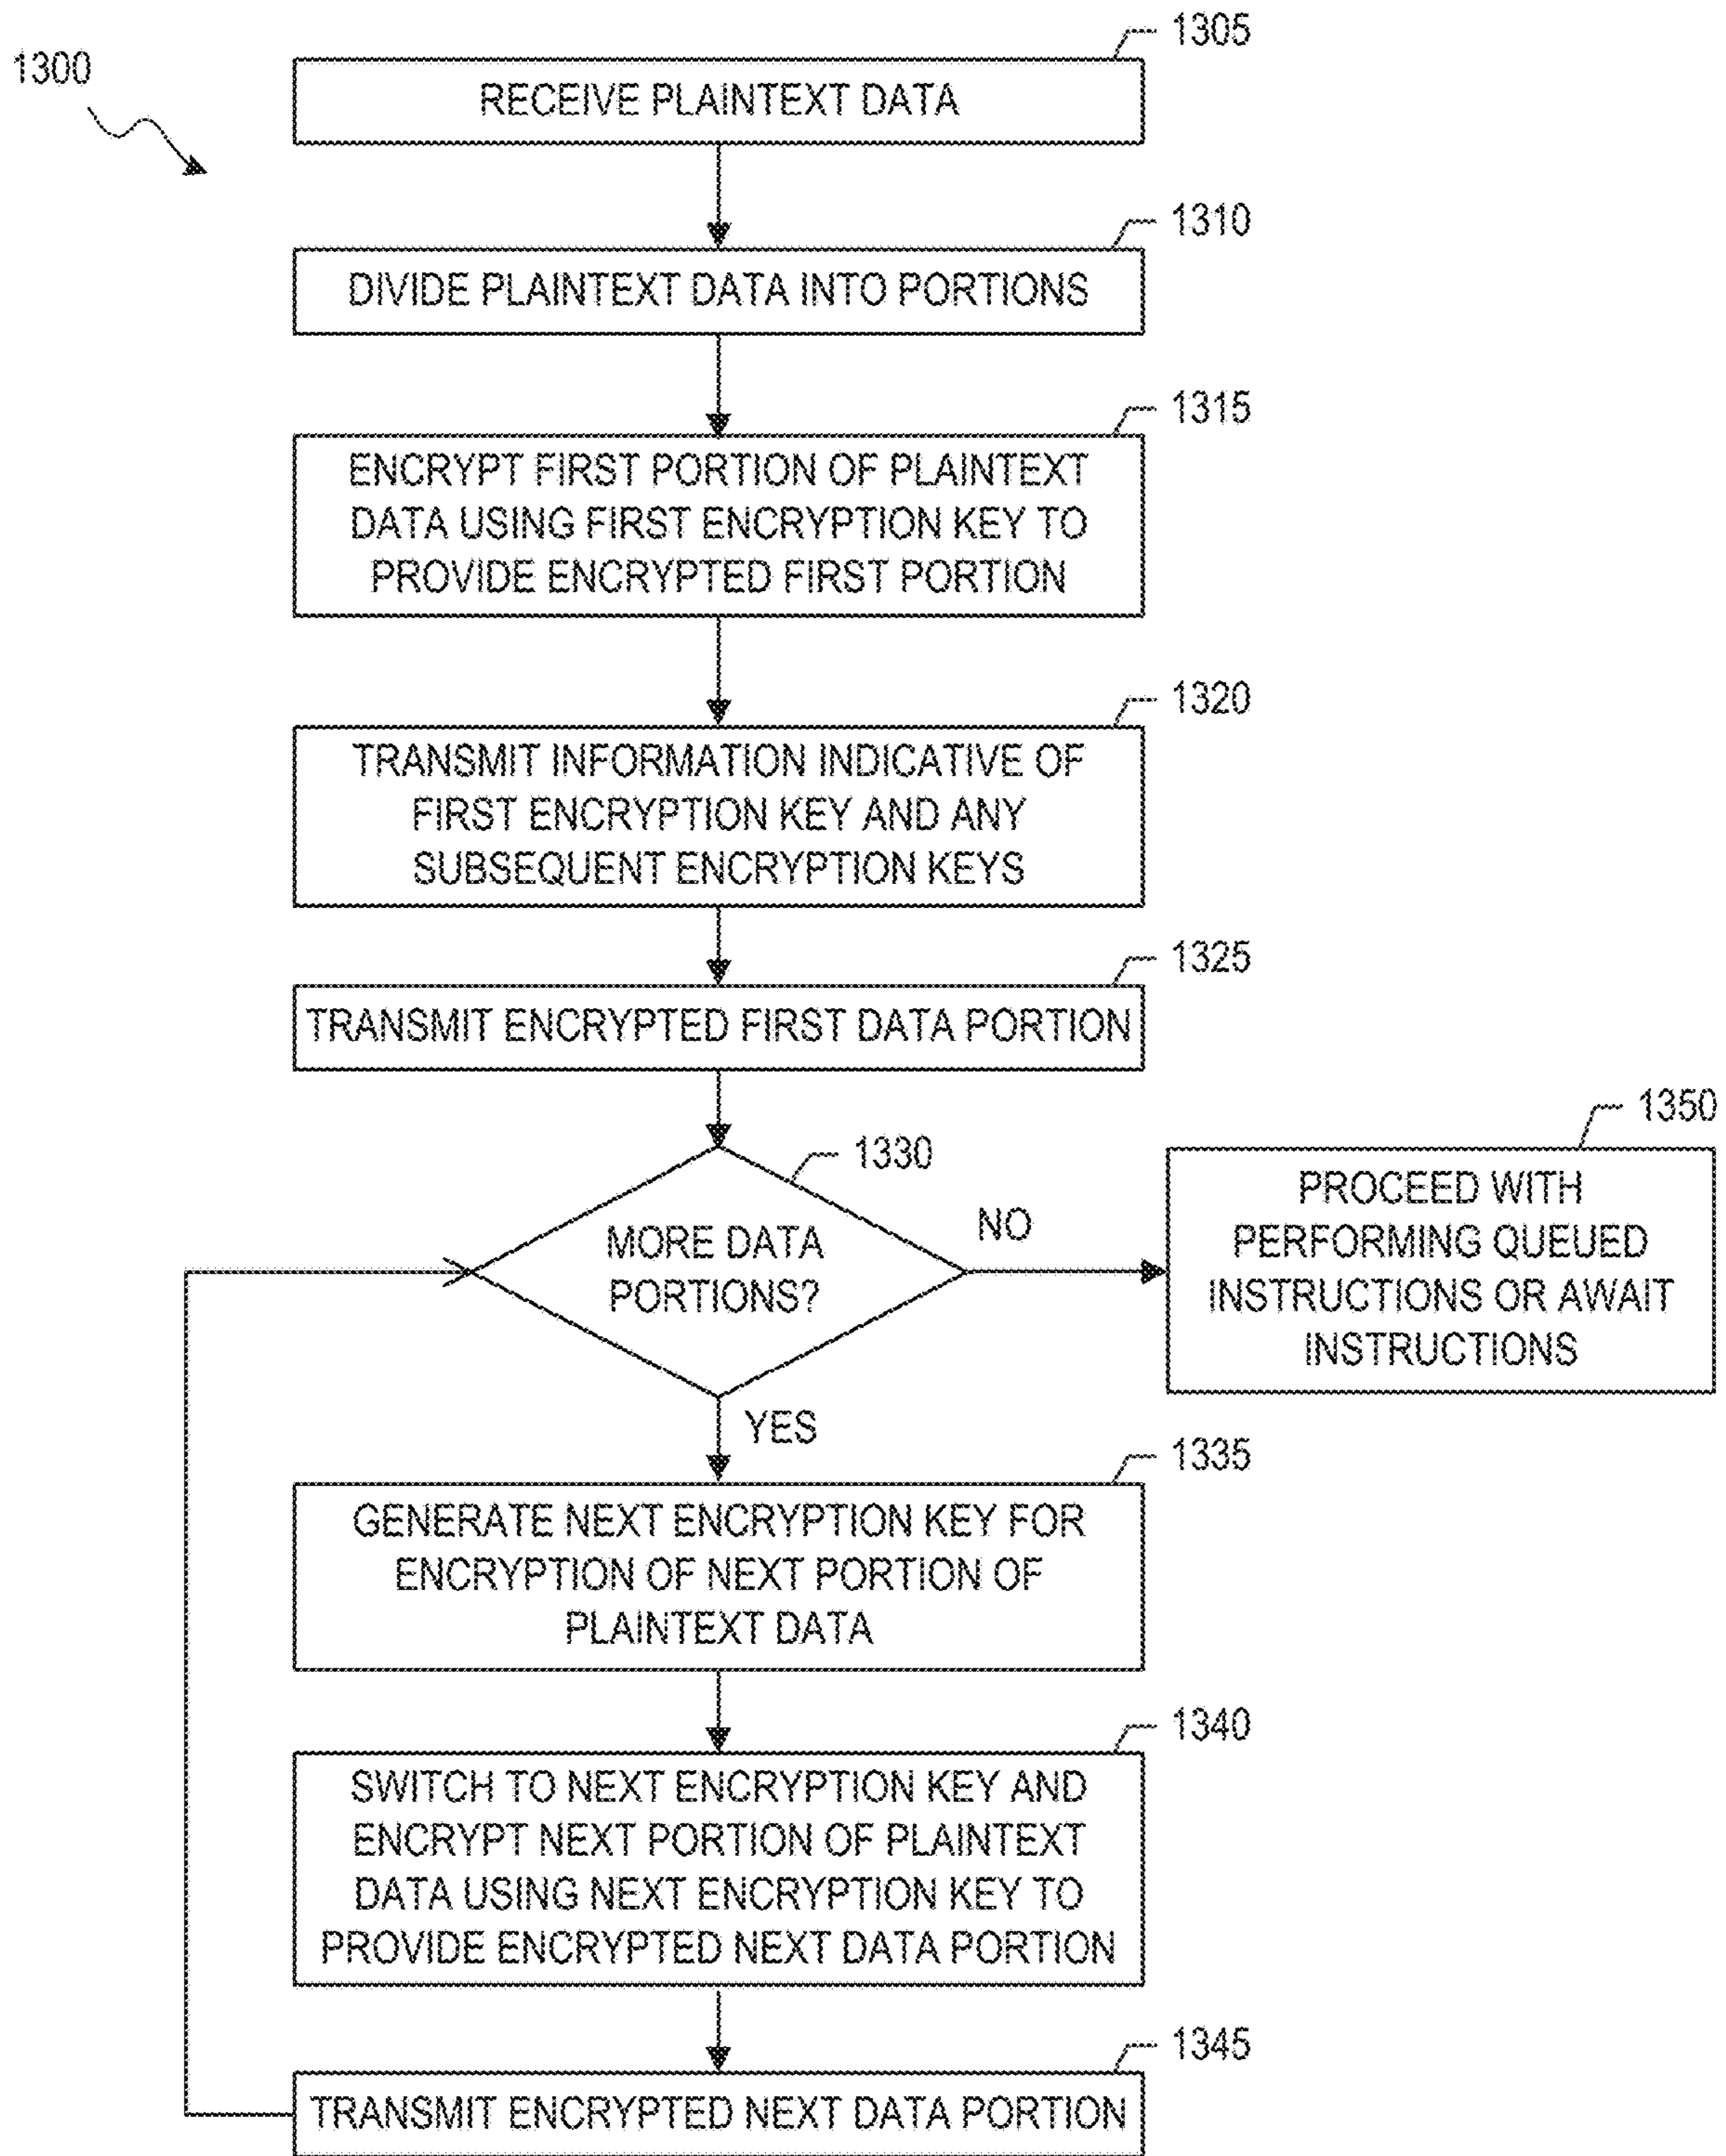 1300
1305
RECEIVE PLAINTEXT DATA
1310
DIVIDE PLAINTEXT DATA INTO PORTIONS
1315
ENCRYPT FIRST PORTION OF PLAINTEXT
DATA USING FIRST ENCRYPTION KEY TO
PROVIDE ENCRYPTED FIRST PORTION
1320
TRANSMIT INFORMATION INDICATIVE OF
FIRST ENCRYPTION KEY AND ANY
SUBSEQUENT ENCRYPTION KEYS
1325
TRANSMIT ENCRYPTED FIRST DATA PORTION
1330
MORE DATA
PORTIONS?
NO
1350
PROCEED WITH
PERFORMING QUEUED
INSTRUCTIONS OR AWAIT
INSTRUCTIONS
YES
1335
GENERATE NEXT ENCRYPTION KEY FOR
ENCRYPTION OF NEXT PORTION OF
PLAINTEXT DATA
1340
SWITCH TO NEXT ENCRYPTION KEY AND
ENCRYPT NEXT PORTION OF PLAINTEXT
DATA USING NEXT ENCRYPTION KEY TO
PROVIDE ENCRYPTED NEXT DATA PORTION
1345
TRANSMIT ENCRYPTED NEXT DATA PORTION